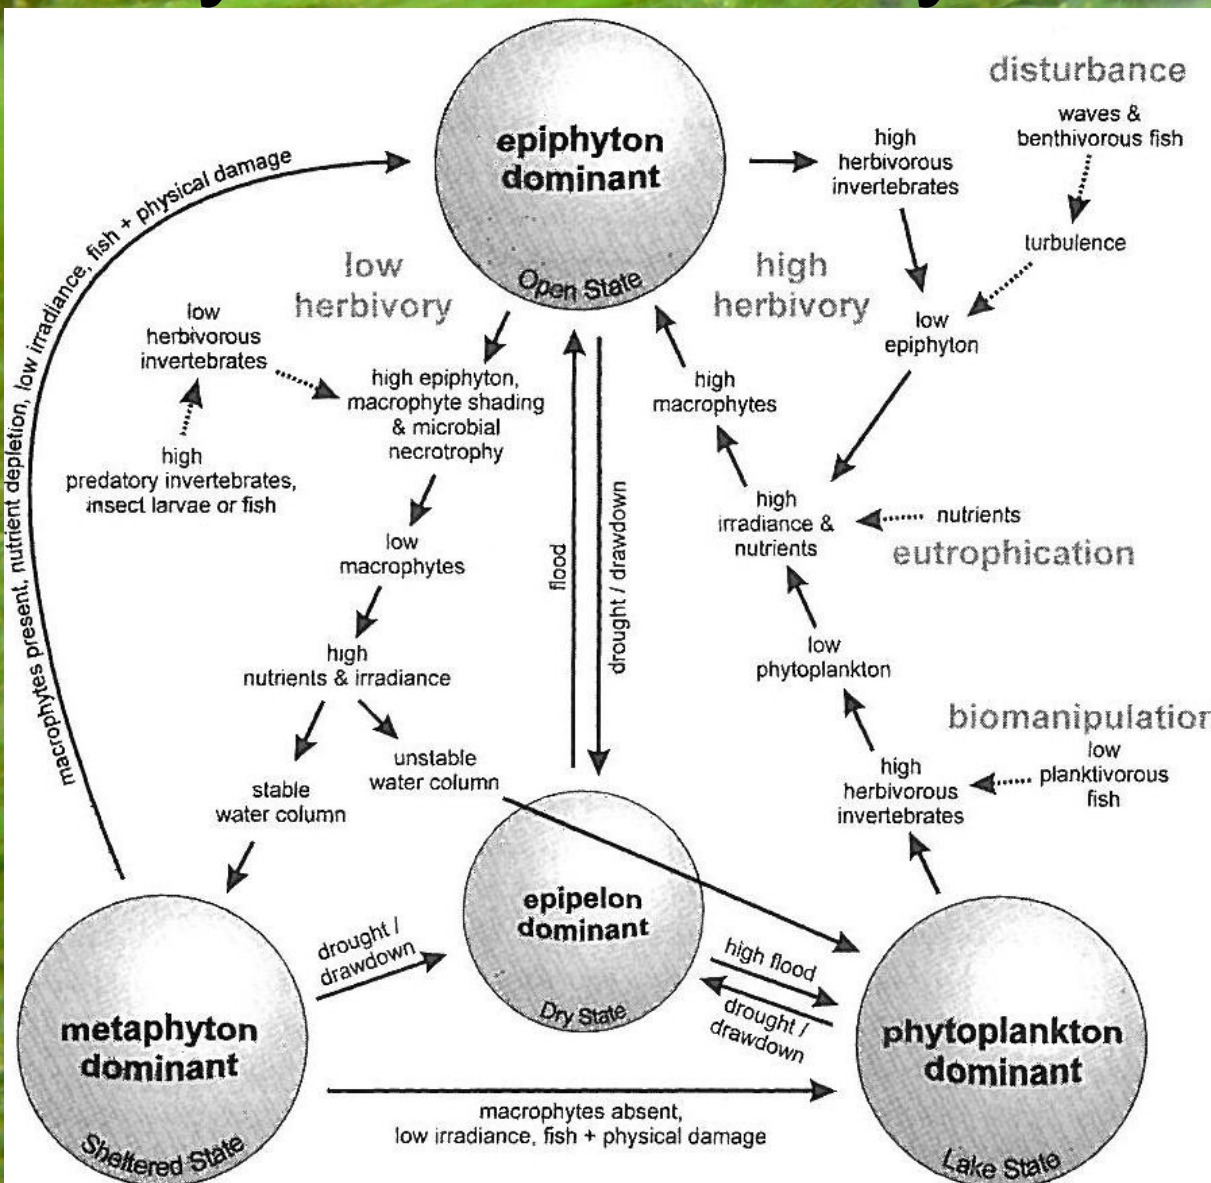 disturbance
waves &
benthivorous fish
turbulence
epiphyton
dominant
Open State
high
herbivorous
invertebrates
low
epiphyton
high
herbivory
low
herbivory
low
herbivorous
invertebrates
high
predatory invertebrates,
insect larvae or fish
high epiphyton,
macrophyte shading
& microbial
necrotrophy
low
macrophytes
high
nutrients & irradiance
stable
water column
unstable
water column
flood
drought / drawdown
high
macrophytes
high
irradiance &
nutrients
nutrients
eutrophication
low
phytoplankton
biomanipulation
low
planktivorous
fish
high
herbivorous
invertebrates
macrophytes present, nutrient depletion, low irradiance, fish + physical damage
metaphyton
dominant
Sheltered State
drought /
drawdown
epipelon
dominant
Dry State
high flood
drought /
drawdown
phytoplankton
dominant
Lake State
macrophytes absent,
low irradiance, fish + physical damage